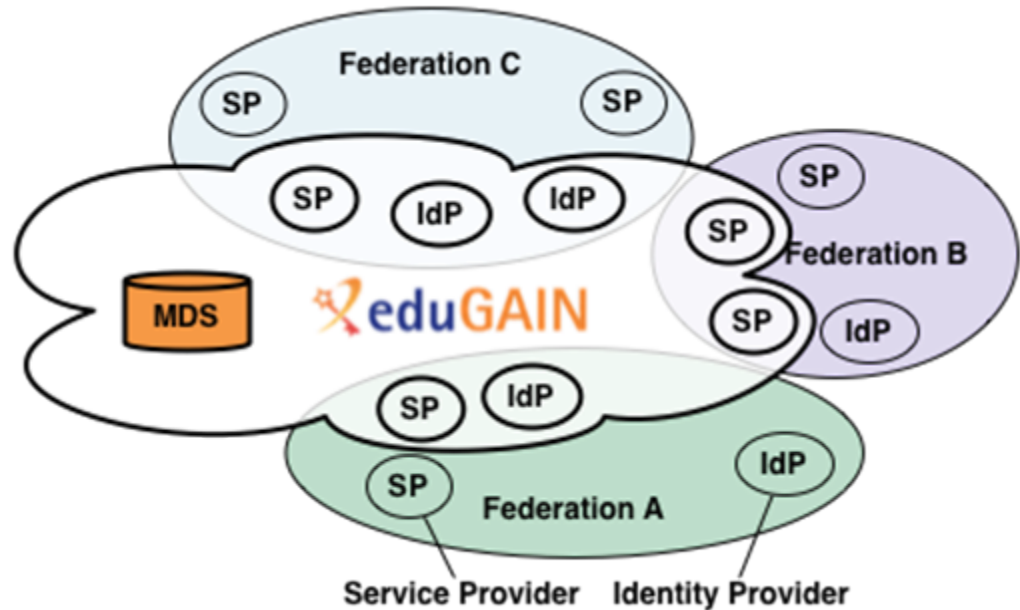 Federation C
SP
SP
SP
IdP
IdP
SP
SP
Federation B
SP
IdP
MDS
eduGAIN
SP
IdP
SP
IdP
Federation A
Service Provider
Identity Provider